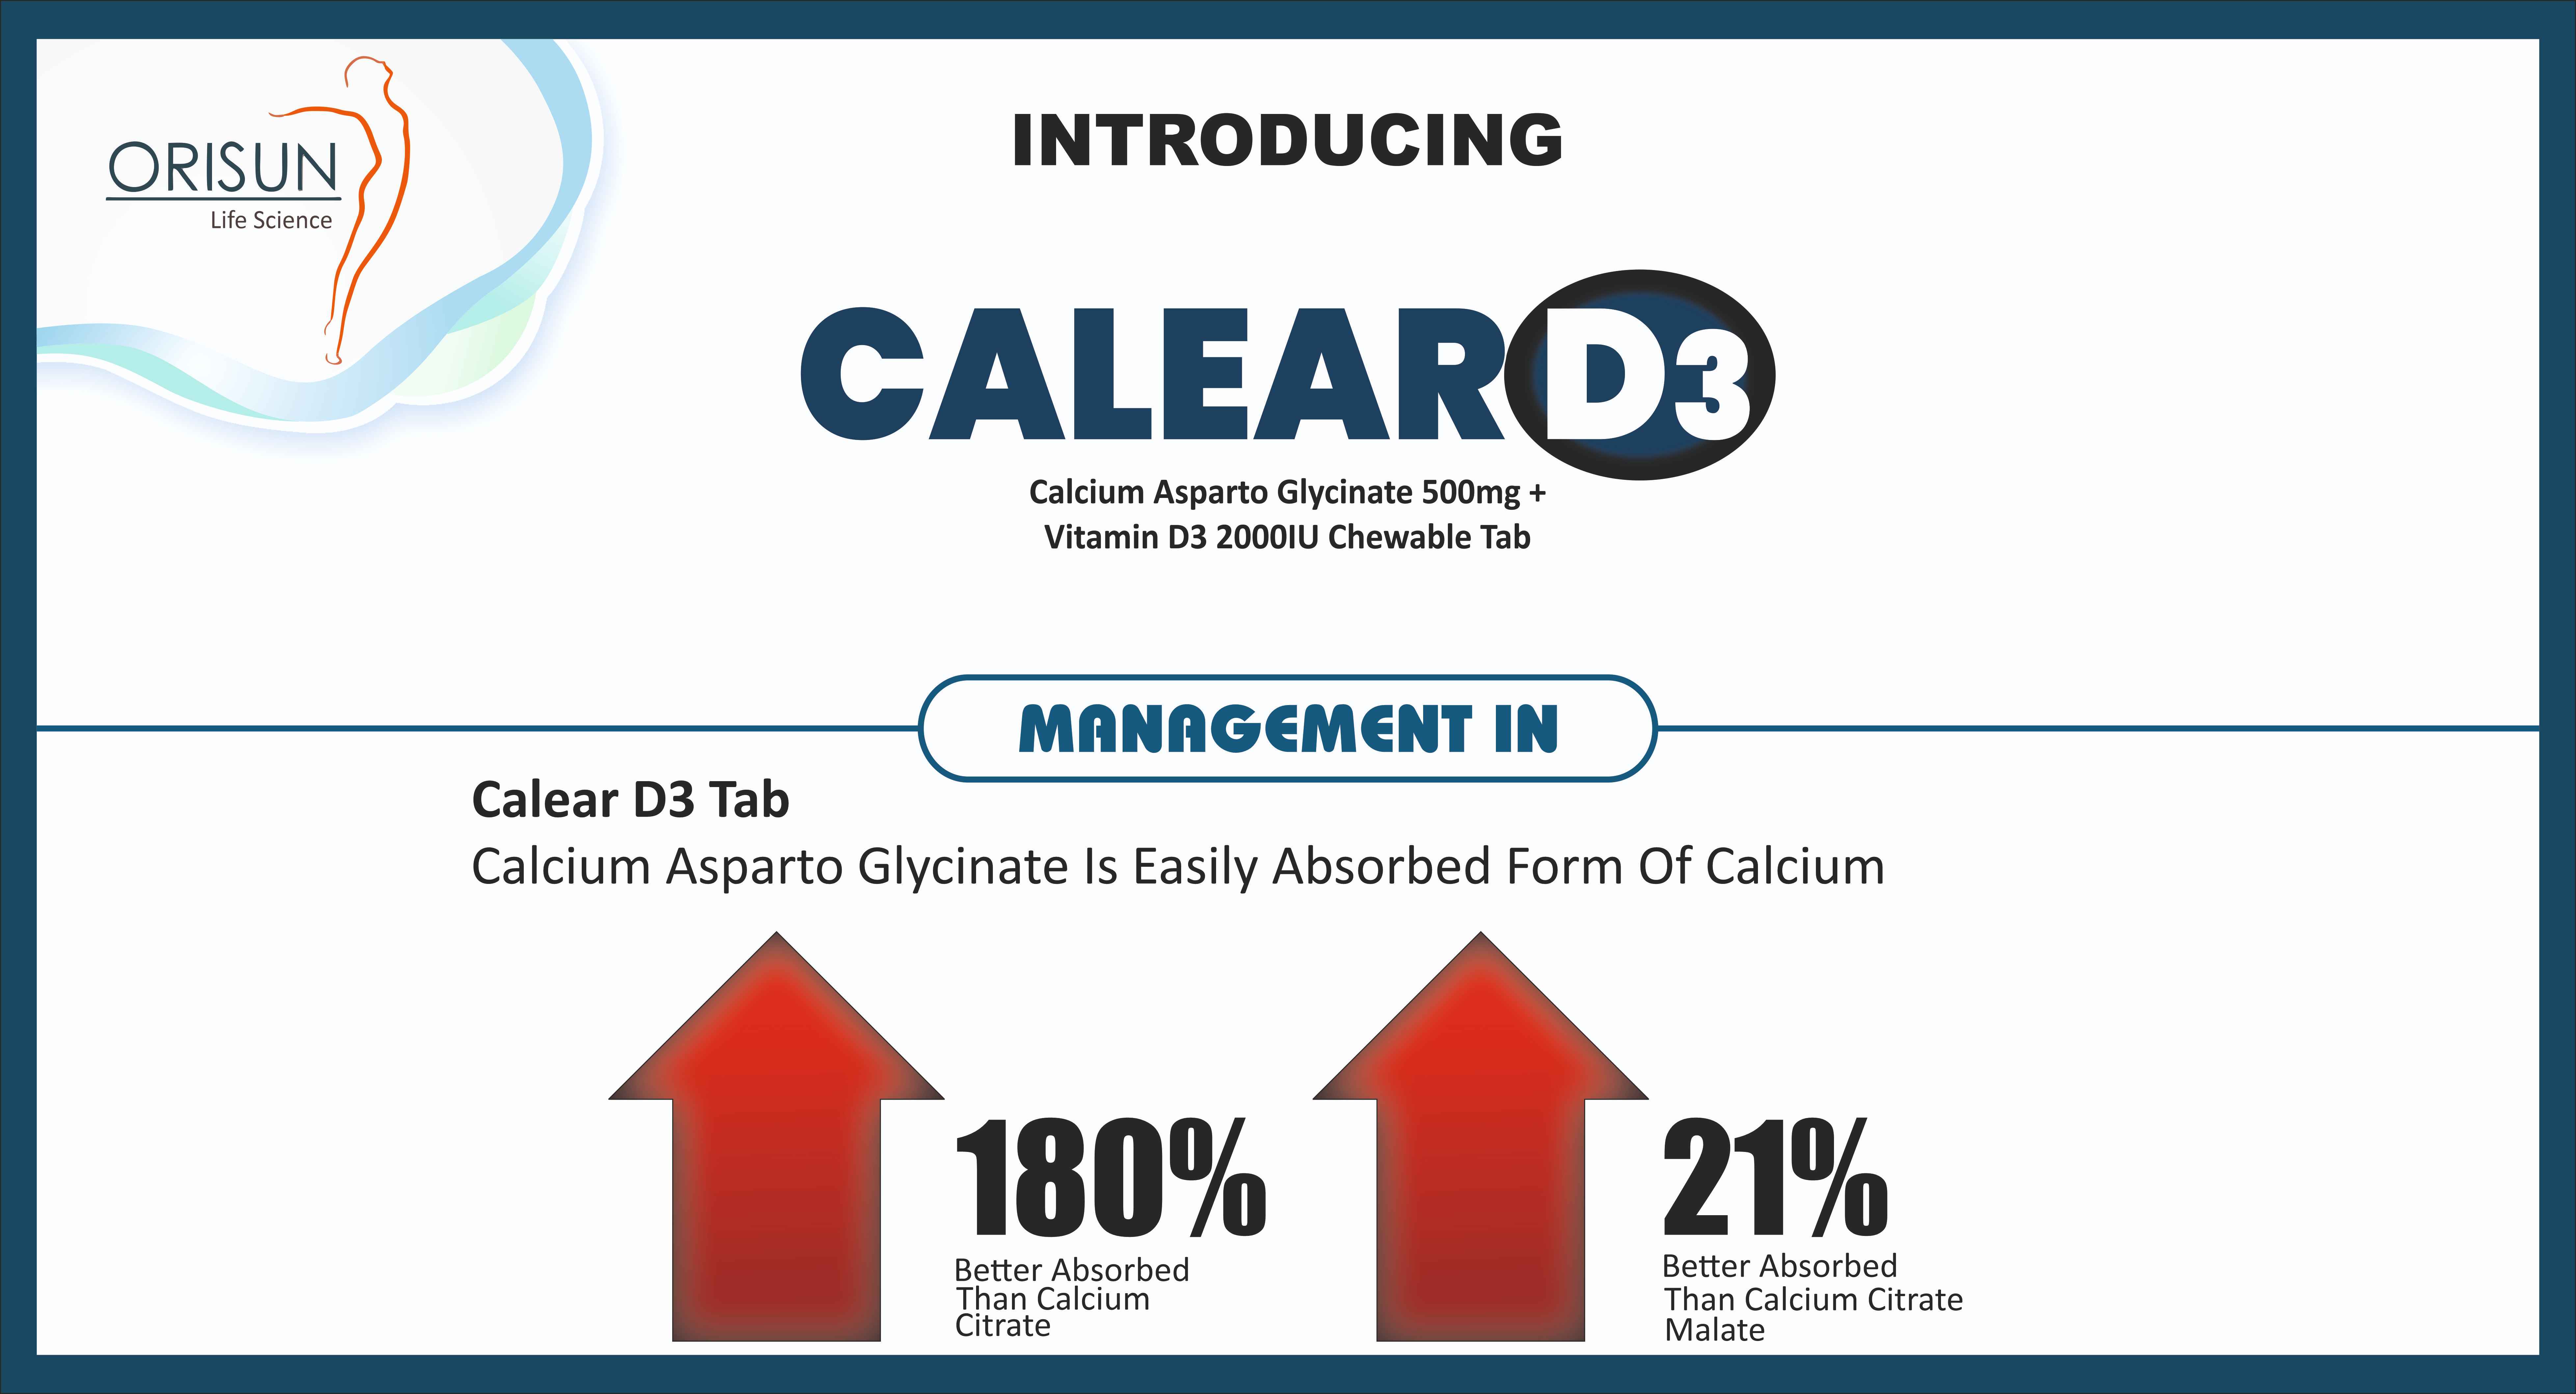 ORISUN
Life Science
INTRODUCING
CALEAR D3
Calcium Asparto Glycinate 500mg +
Vitamin D3 2000IU Chewable Tab
MANAGEMENT IN
Calear D3 Tab
Calcium Asparto Glycinate Is Easily Absorbed Form Of Calcium
180%
Better Absorbed
Than Calcium
Citrate
21%
Better Absorbed
Than Calcium Citrate
Malate